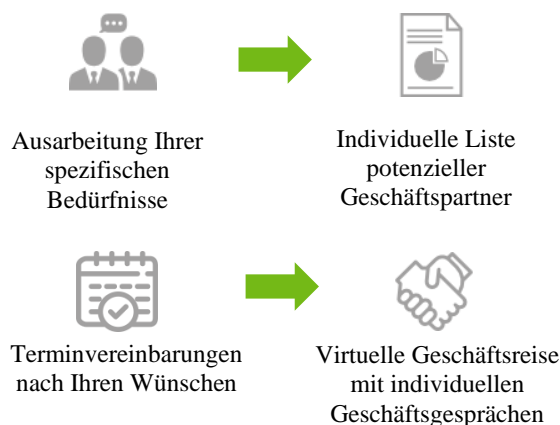 Ausarbeitung Ihrer
spezifischen
Bedürfnisse
Individuelle Liste
potenzieller
Geschäftspartner
Terminvereinbarungen
nach Ihren Wünschen
Virtuelle Geschäftsreise
mit individuellen
Geschäftsgesprächen